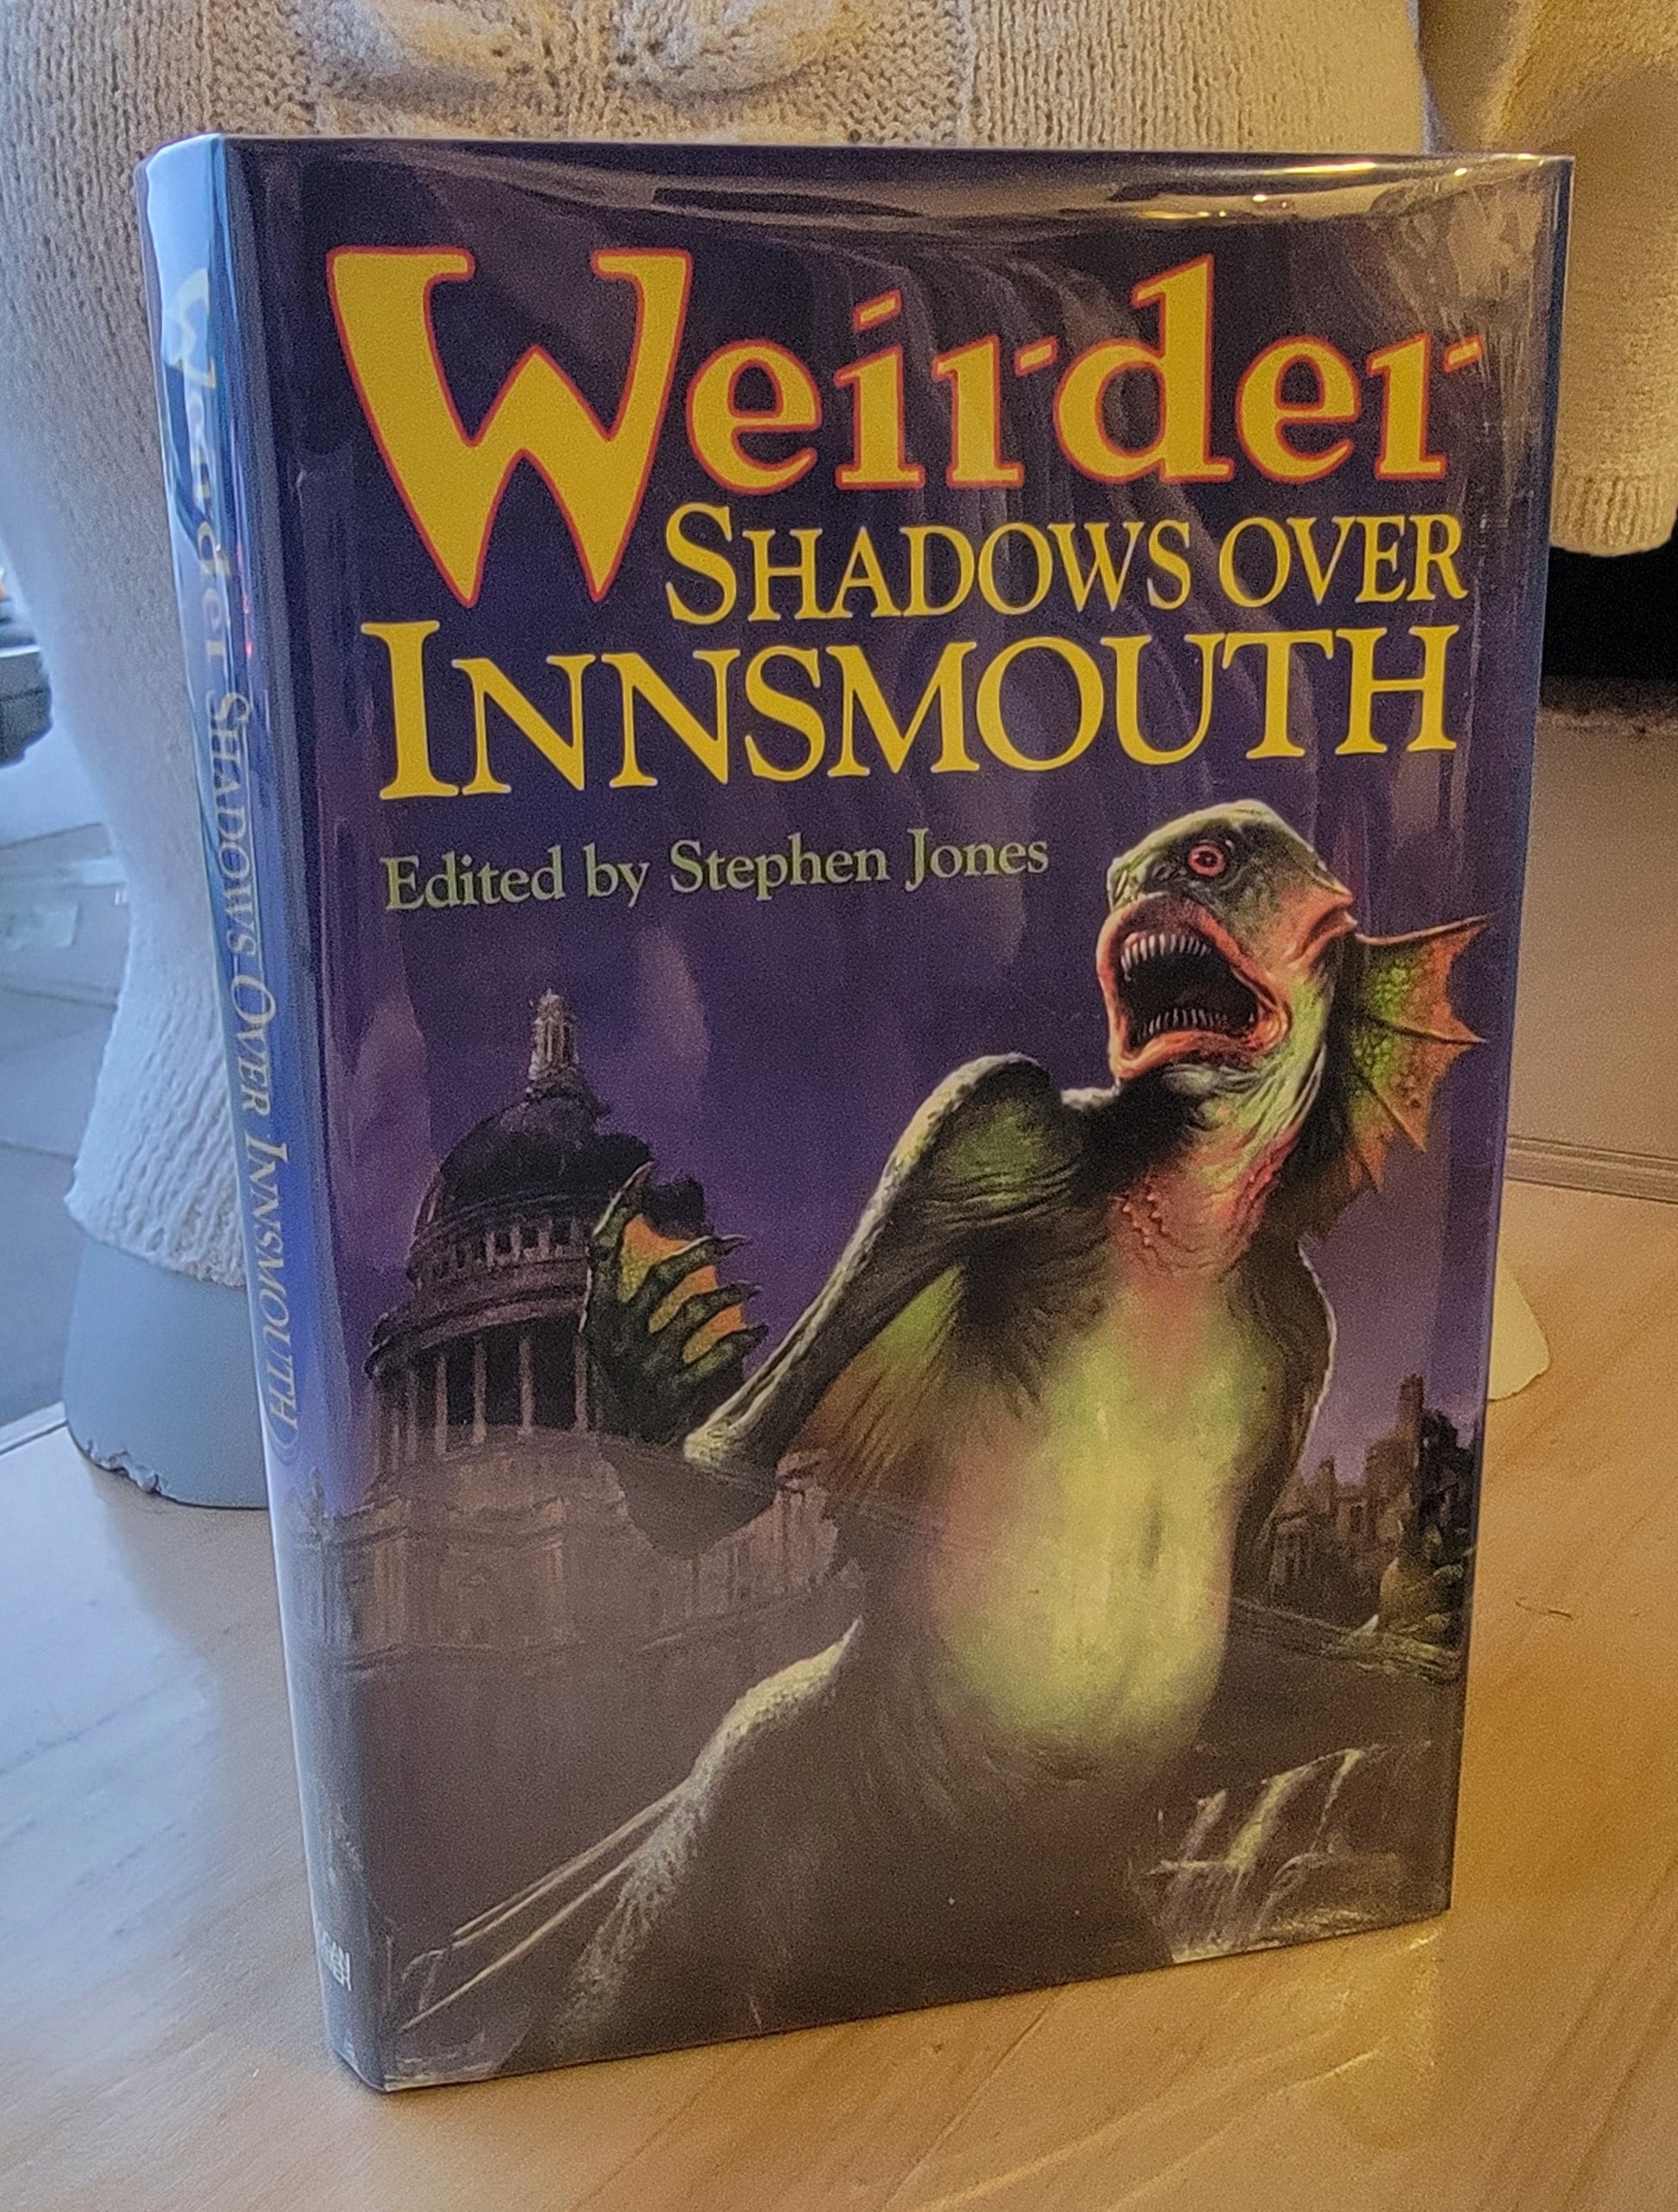 Weirder
SHADOWS OVER
INNSMOUTH
Edited by Stephen Jones
Weirder SHADOWS OVER INNSMOUTH